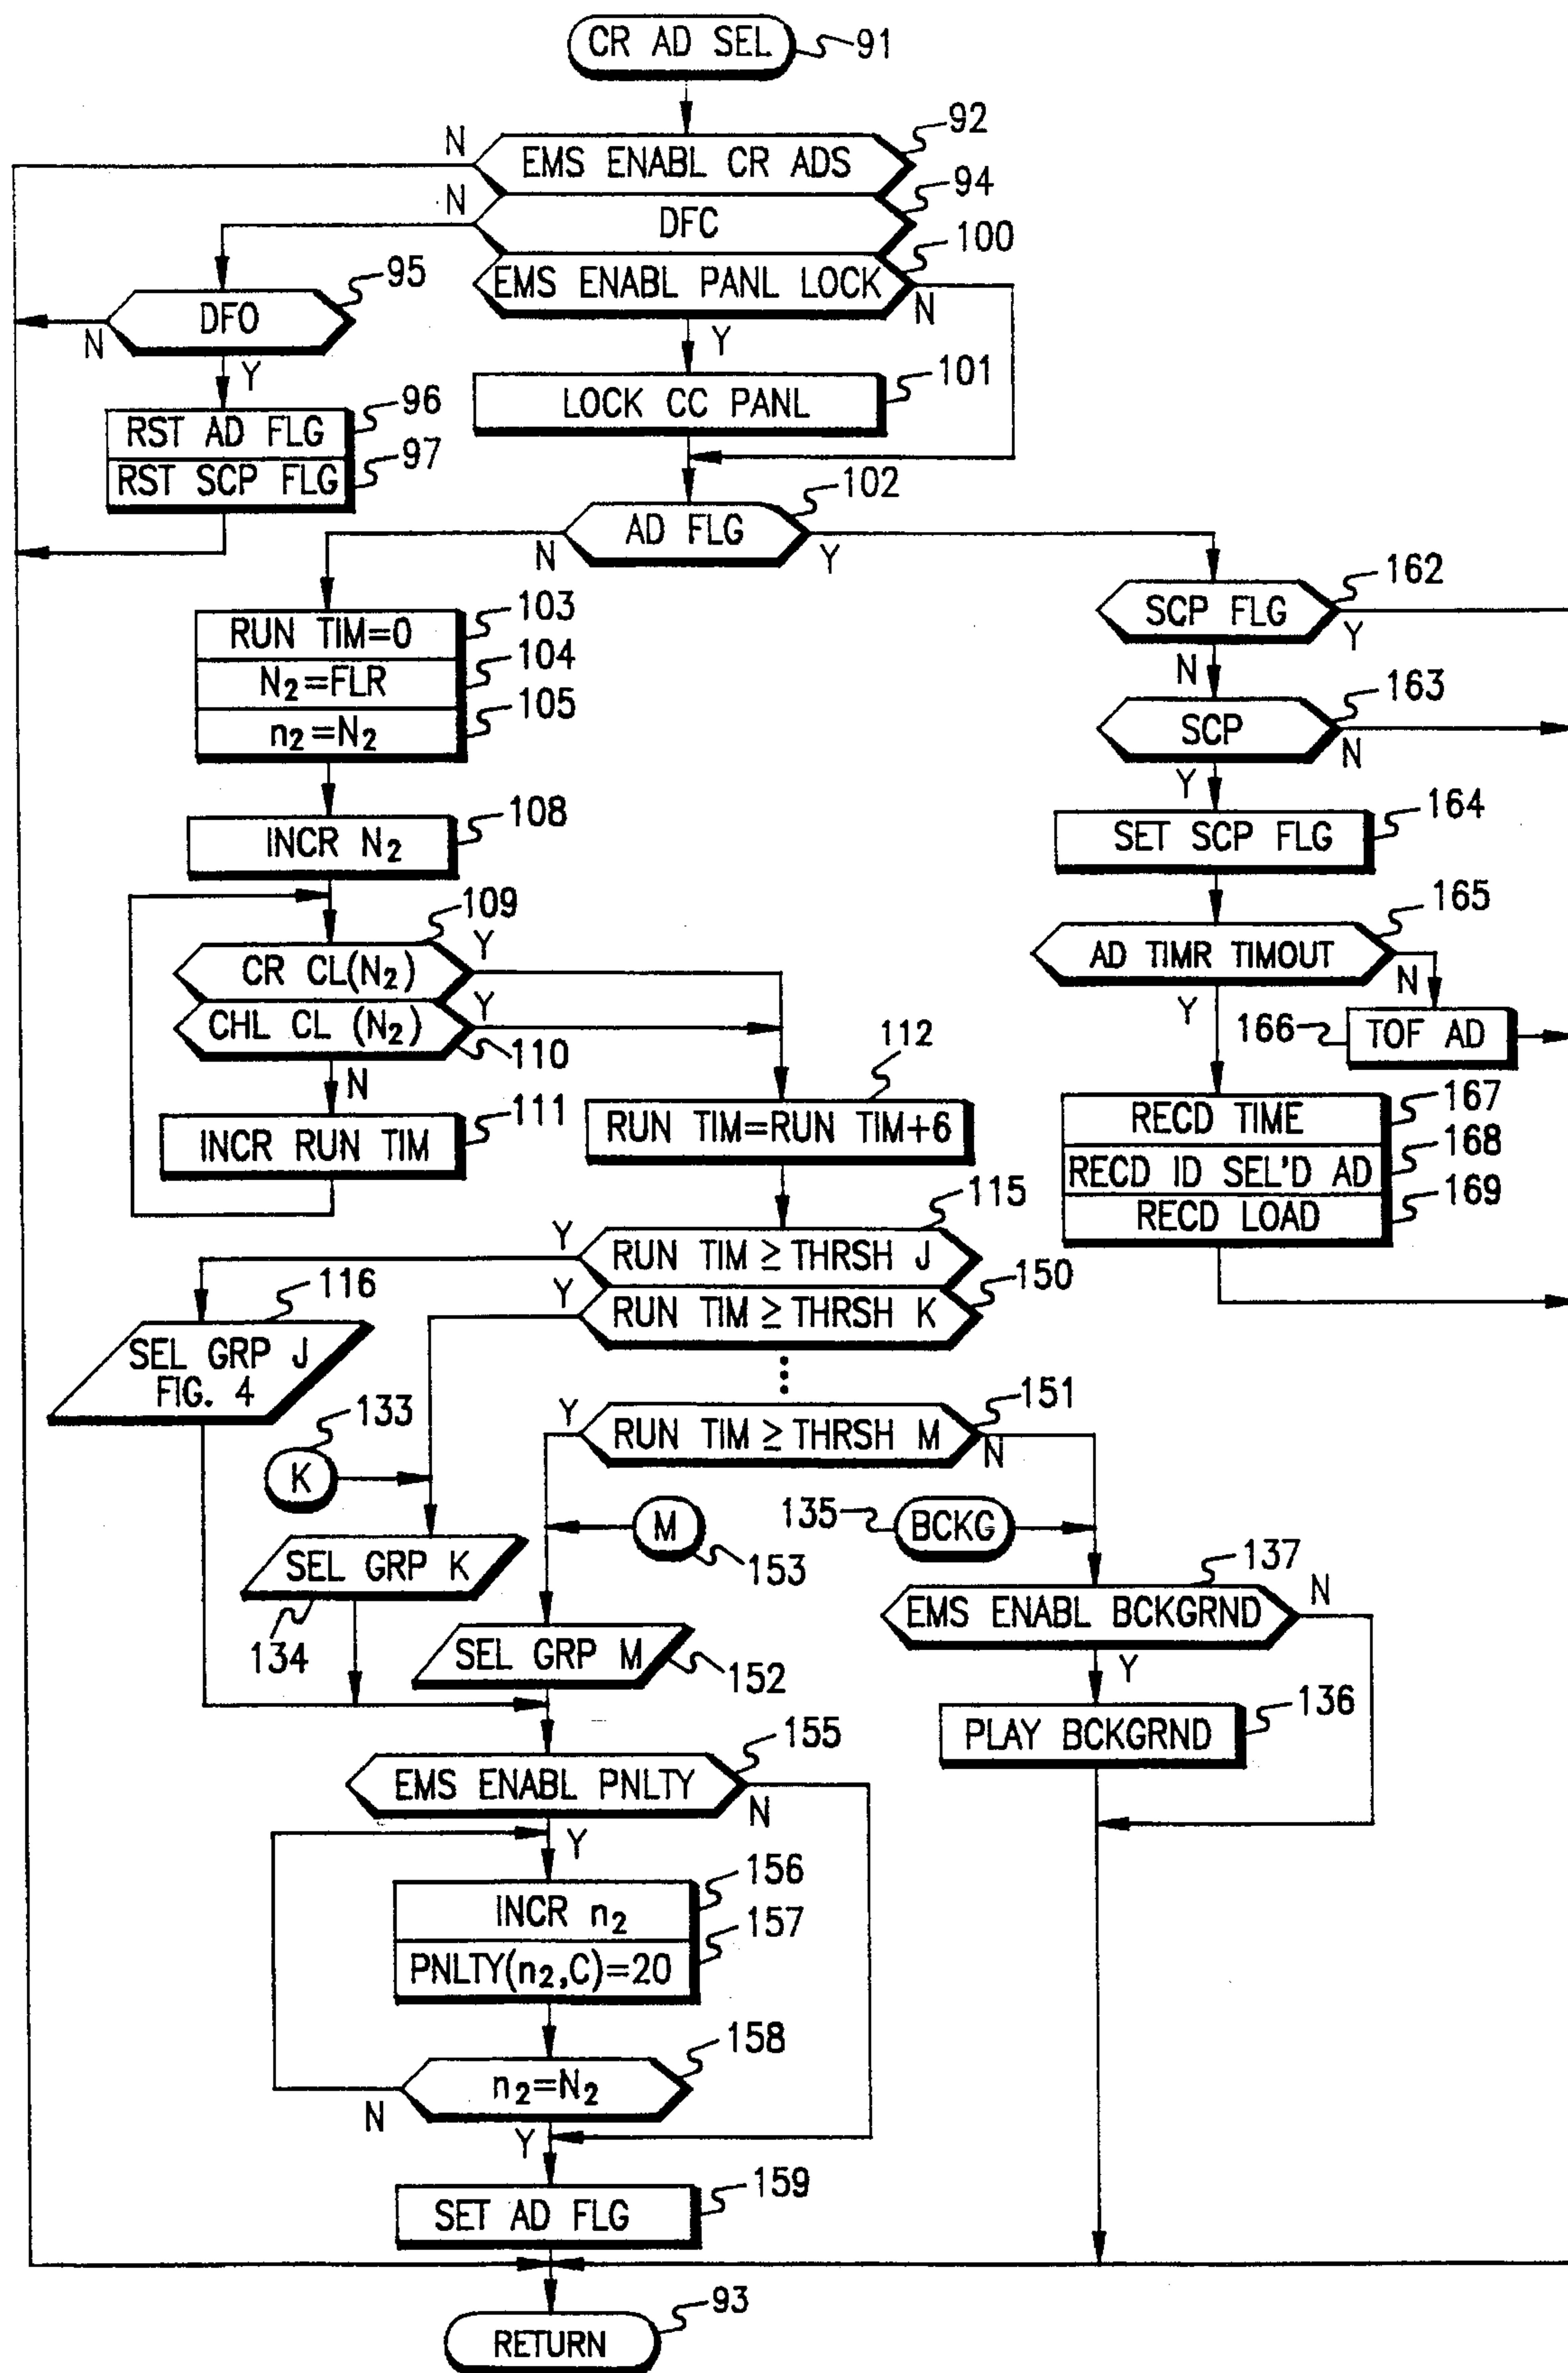 CR AD SEL 91
N EMS ENABL CR ADS 92
N DFC 94
EMS ENABL PANL LOCK 100
N
DFO 95
N
Y
Y
LOCK CC PANL 101
RST AD FLG 96
RST SCP FLG 97
AD FLG 102
N
Y
SCP FLG 162
Y
N
RUN TIM=0 103
N₂=FLR 104
n₂=N₂ 105
SCP 163
N
Y
INCR N₂ 108
SET SCP FLG 164
CR CL(N₂) 109
Y
CHL CL (N₂) 110
Y
N
AD TIMR TIMOUT 165
N
Y
166 TOF AD
INCR RUN TIM 111
RUN TIM=RUN TIM+6 112
RECD TIME 167
RECD ID SEL'D AD 168
RECD LOAD 169
Y RUN TIM ≥ THRSH J 115
Y RUN TIM ≥ THRSH K 150
SEL GRP J 116
FIG. 4
Y RUN TIM ≥ THRSH M 151
N
K 133
M 153
135 BCKG
SEL GRP K 134
EMS ENABL BCKGRND 137
N
Y
SEL GRP M 152
PLAY BCKGRND 136
EMS ENABL PNLTY 155
N
Y
INCR n₂ 156
PNLTY(n₂,C)=20 157
n₂=N₂ 158
N
Y
SET AD FLG 159
RETURN 93